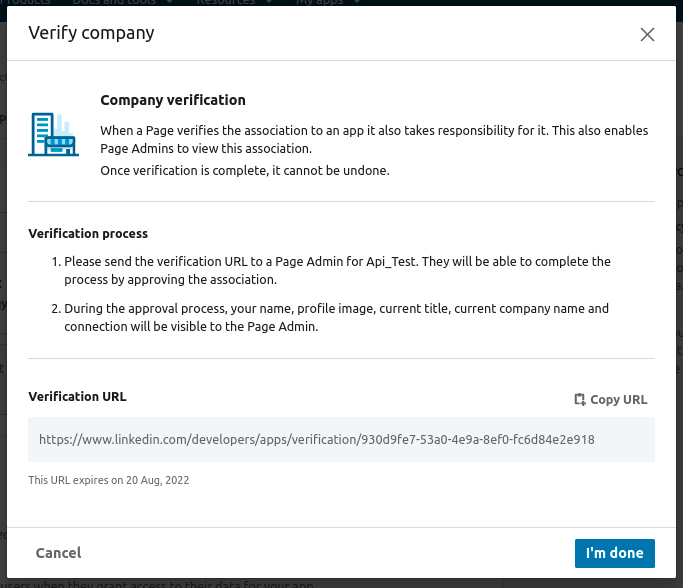 Products Docs and tools Resources My apps
Verify company
Company verification
When a Page verifies the association to an app it also takes responsibility for it. This also enables
Page Admins to view this association.
Once verification is complete, it cannot be undone.
Verification process
1. Please send the verification URL to a Page Admin for Api_Test. They will be able to complete the
process by approving the association.
2. During the approval process, your name, profile image, current title, current company name and
connection will be visible to the Page Admin.
Verification URL
Copy URL
https://www.linkedin.com/developers/apps/verification/930d9fe7-53a0-4e9a-8ef0-fc6d84e2e918
This URL expires on 20 Aug, 2022
Cancel
I'm done
users when they grant access to their data for your app